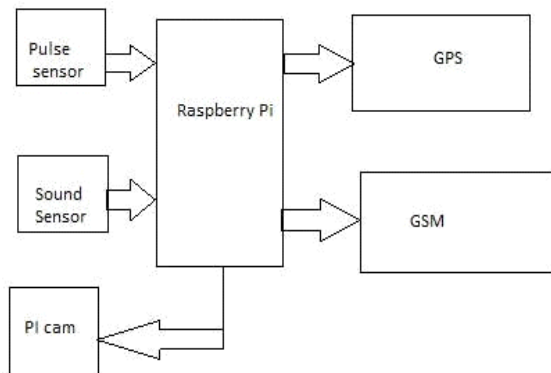 Pulse
sensor
Raspberry Pi
GPS
Sound
Sensor
GSM
PI cam